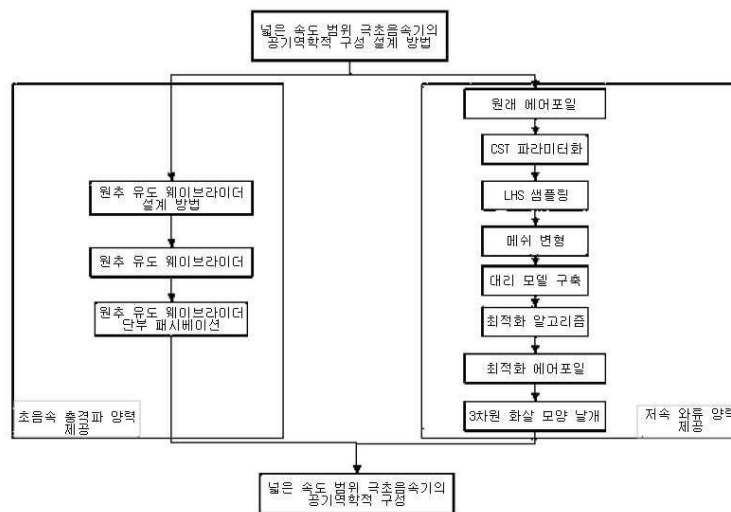 넓은 속도 범위 극초음속기의
공기역학적 구성 설계 방법
원추 유도 웨이브라이더
설계 방법
원추 유도 웨이브라이더
원추 유도 웨이브라이더
단부 패시베이션
초음속 충격파 양력
제공
원래 에어포일
CST 파라미터화
LHS 샘플링
메쉬 변형
대리 모델 구축
최적화 알고리즘
최적화 에어포일
3차원 화살 모양 날개
저속 와류 양력
제공
넓은 속도 범위 극초음속기의
공기역학적 구성